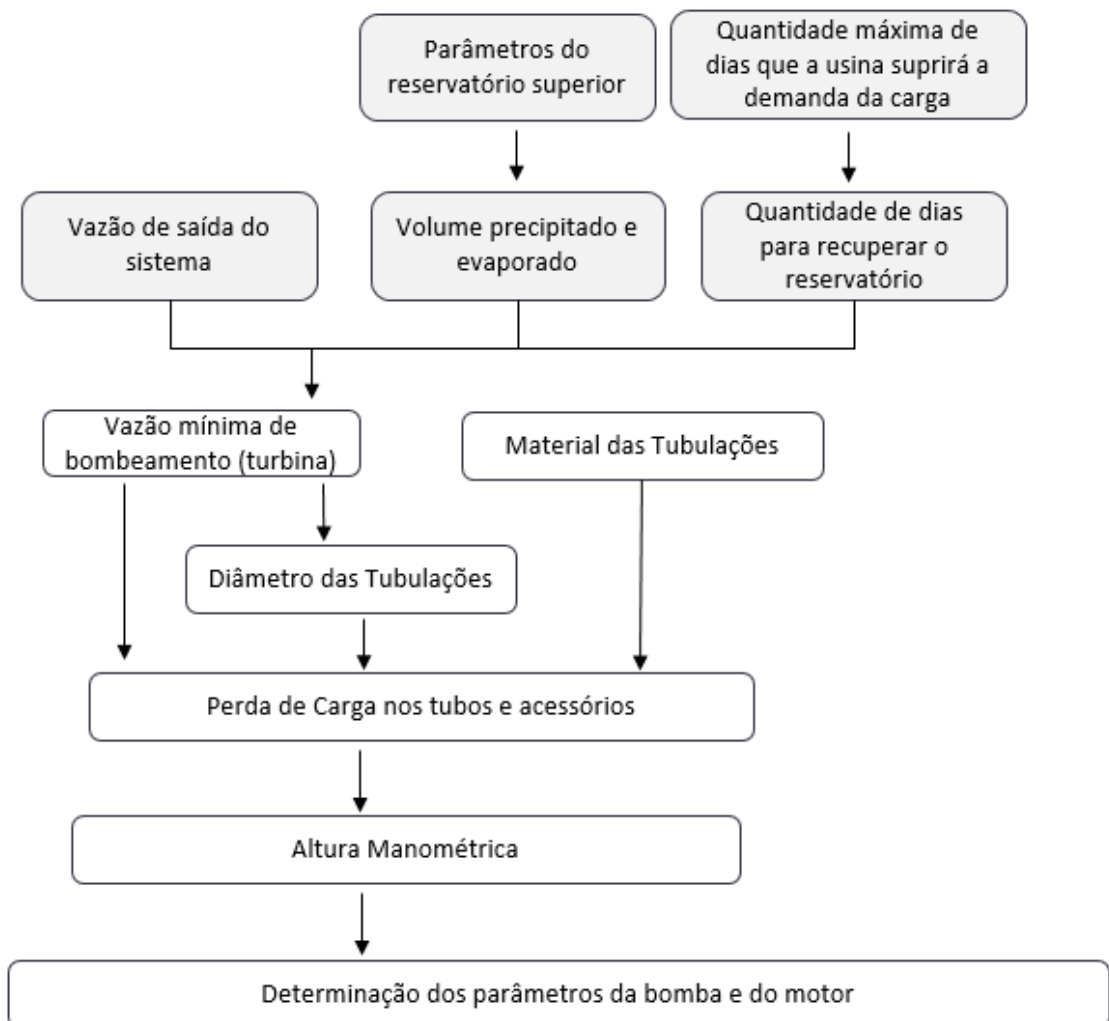 Parâmetros do
reservatório superior
Quantidade máxima de
dias que a usina suprirá a
demanda da carga
Vazão de saída do
sistema
Volume precipitado e
evaporado
Quantidade de dias
para recuperar o
reservatório
Vazão mínima de
bombeamento (turbina)
Material das Tubulações
Diâmetro das Tubulações
Perda de Carga nos tubos e acessórios
Altura Manométrica
Determinação dos parâmetros da bomba e do motor